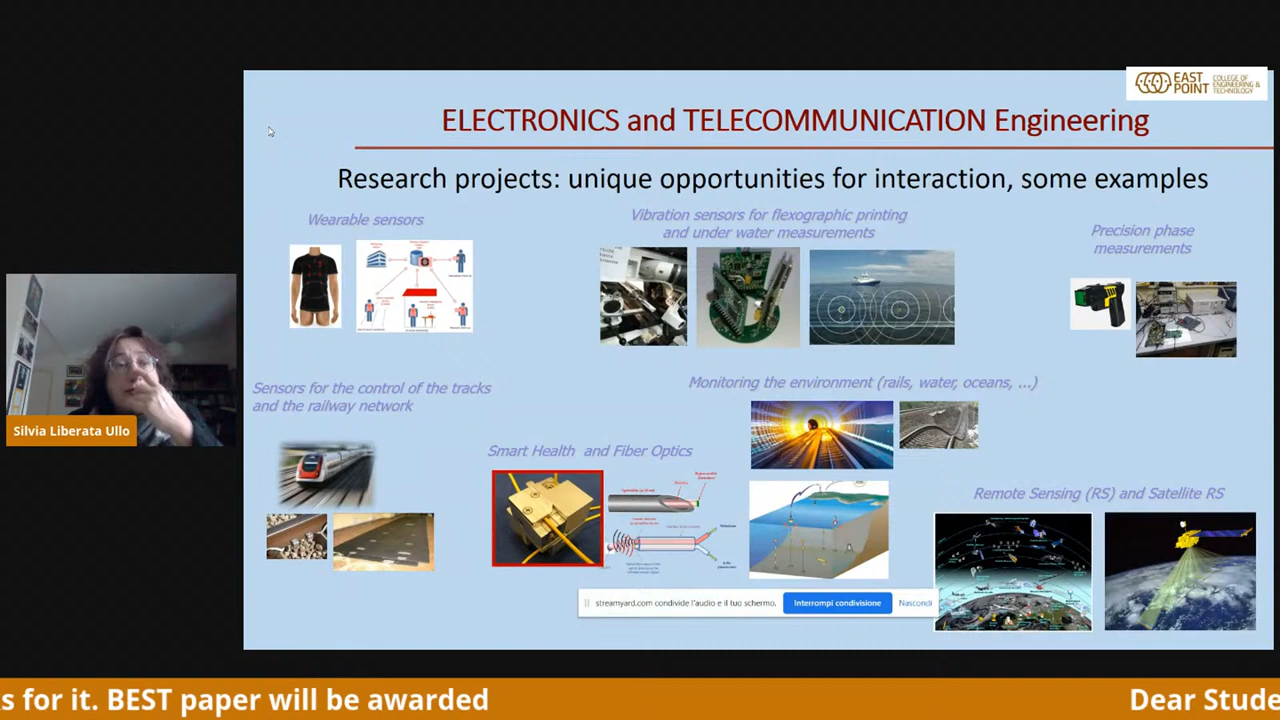 EAST
POINT
COLLEGE OF
ENGINEERING &
TECHNOLOGY
ELECTRONICS and TELECOMMUNICATION Engineering
Research projects: unique opportunities for interaction, some examples
Wearable sensors
Vibration sensors for flexographic printing
and under water measurements
Precision phase
measurements
Sensors for the control of the tracks
and the railway network
Monitoring the environment (rails, water, oceans, ...)
Smart Health and Fiber Optics
Remote Sensing (RS) and Satellite RS
Silvia Liberata Ullo
streamyard.com condivide l'audio e il tuo schermo.
Interrompi condivisione
Nascondi
s for it. BEST paper will be awarded
Dear Stude